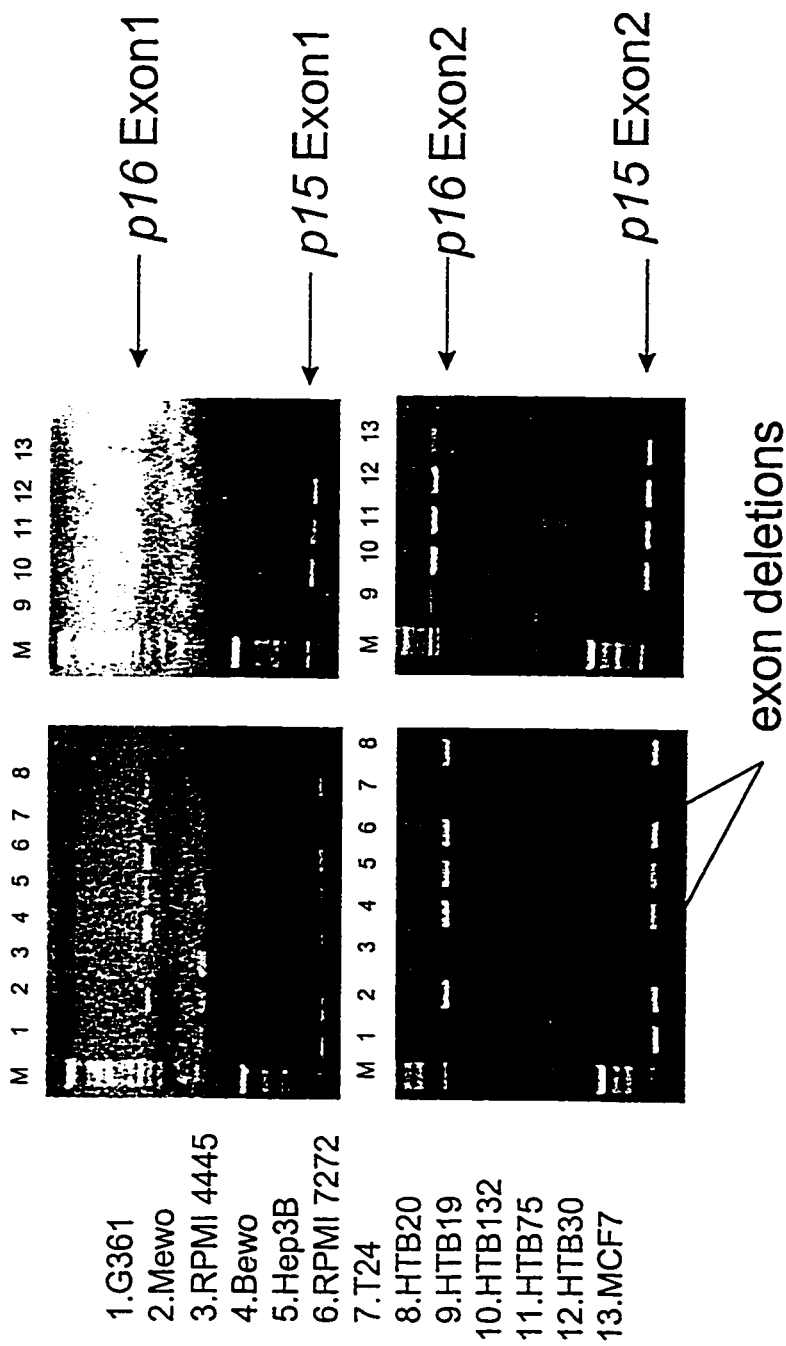 1.G361
2.Mewo
3.RPMI 4445
4.Bewo
5.Hep3B
6.RPMI 7272
7.T24
8.HTB20
9.HTB19
10.HTB132
11.HTB75
12.HTB30
13.MCF7
M 1 2 3 4 5 6 7 8
M 9 10 11 12 13
p16 Exon1
p15 Exon1
M 1 2 3 4 5 6 7 8
M 9 10 11 12 13
p16 Exon2
p15 Exon2
exon deletions